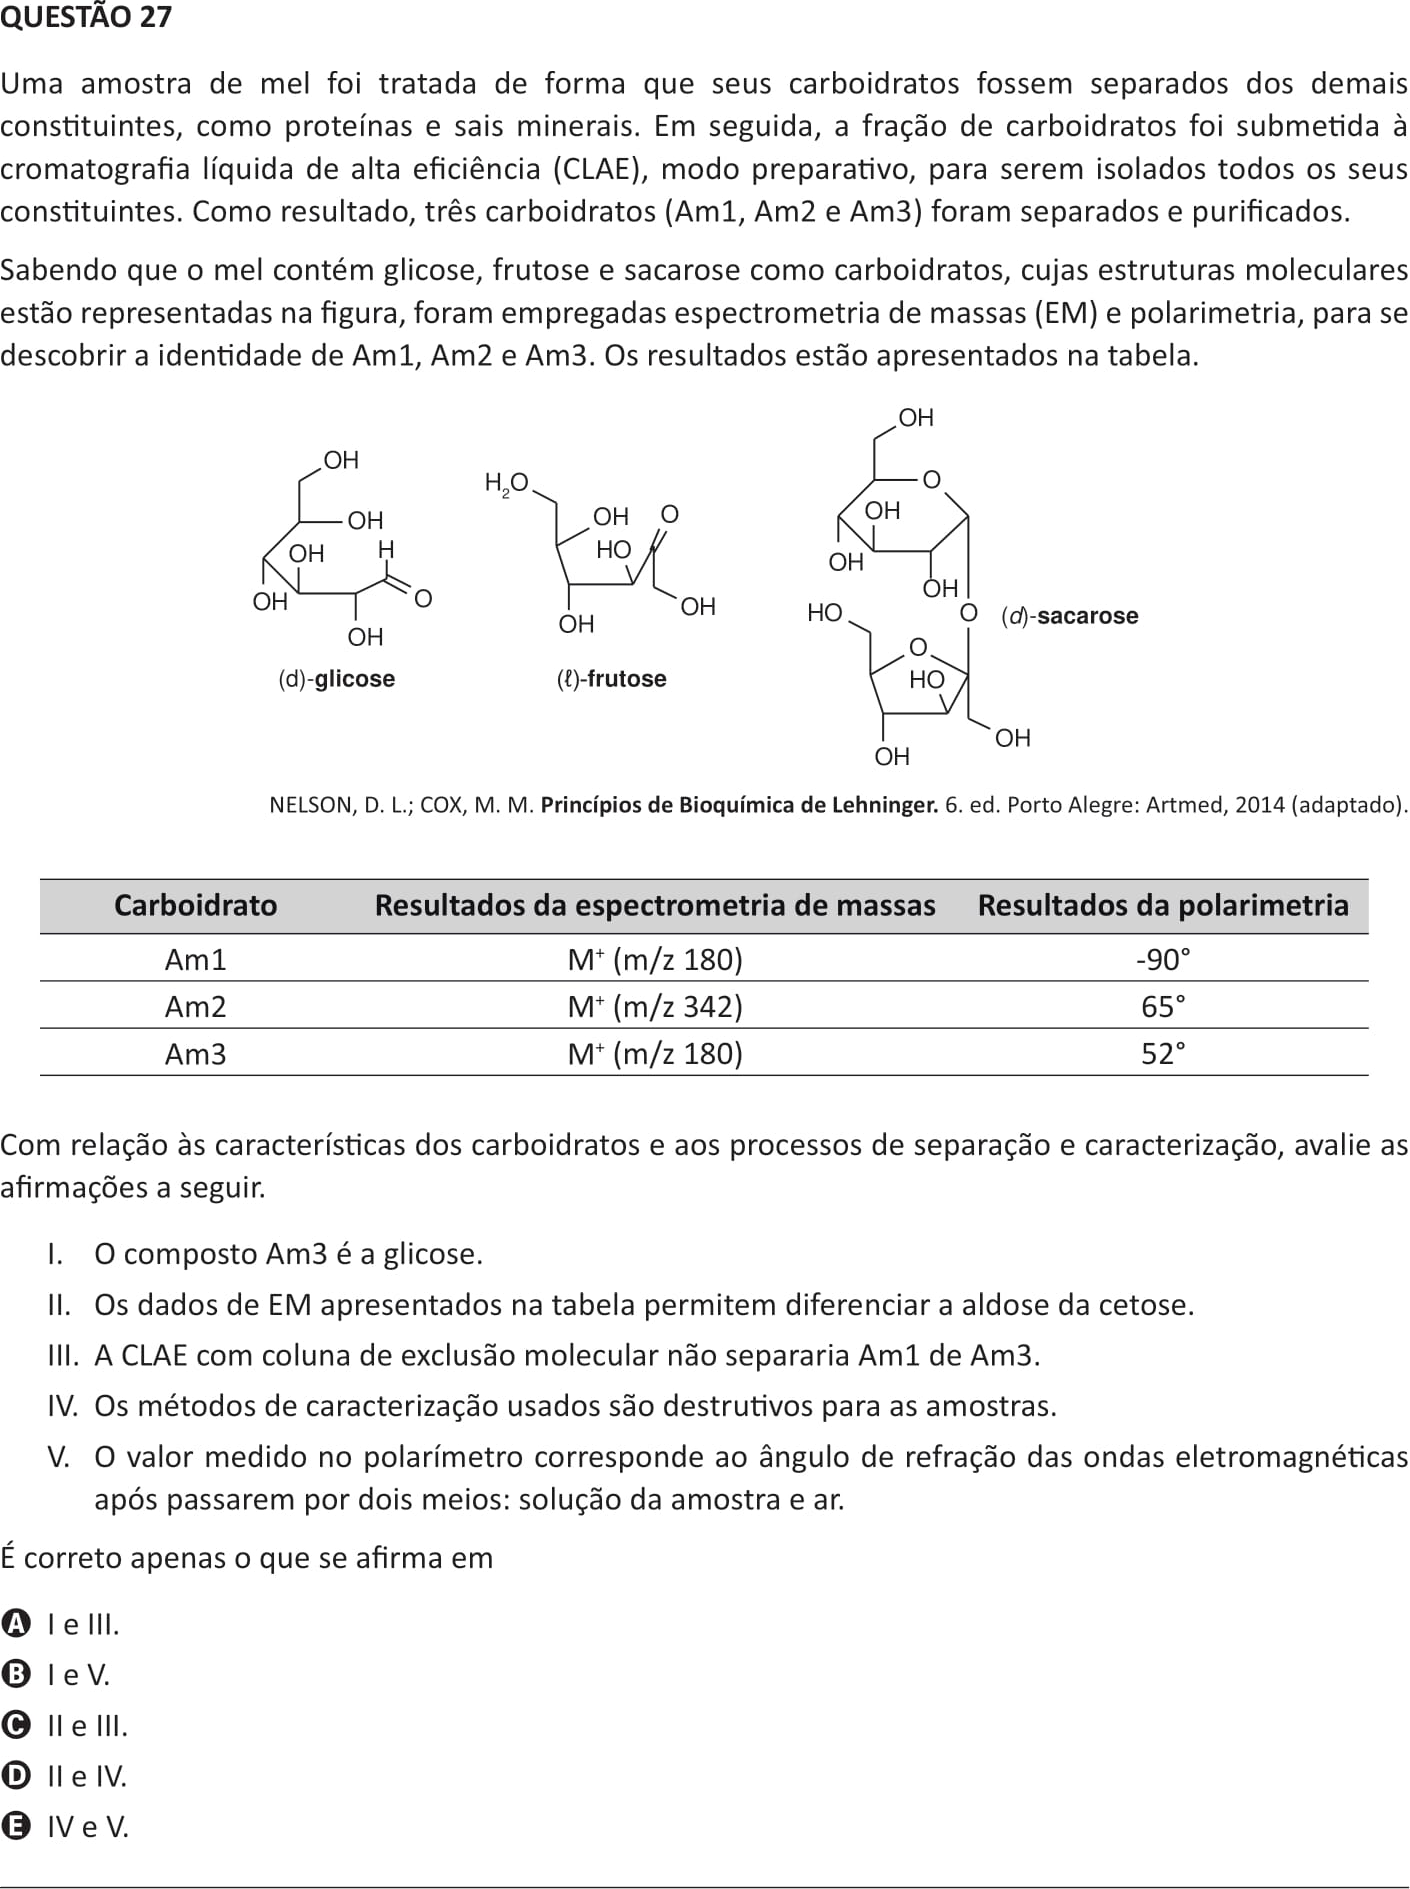 QUESTÃO 27
Uma amostra de mel foi tratada de forma que seus carboidratos fossem separados dos demais
constituintes, como proteínas e sais minerais. Em seguida, a fração de carboidratos foi submetida à
cromatografia líquida de alta eficiência (CLAE), modo preparativo, para serem isolados todos os seus
constituintes. Como resultado, três carboidratos (Am1, Am2 e Am3) foram separados e purificados.
Sabendo que o mel contém glicose, frutose e sacarose como carboidratos, cujas estruturas moleculares
estão representadas na figura, foram empregadas espectrometria de massas (EM) e polarimetria, para se
descobrir a identidade de Am1, Am2 e Am3. Os resultados estão apresentados na tabela.
OH
OH
OH H
OH O
OH
(d)-glicose
H₂O
OH O
HO
OH
OH
(ℓ)-frutose
OH
O
OH
OH
OH
HO O (d)-sacarose
O
HO
OH
OH
NELSON, D. L.; COX, M. M. Princípios de Bioquímica de Lehninger. 6. ed. Porto Alegre: Artmed, 2014 (adaptado).
Carboidrato Resultados da espectrometria de massas Resultados da polarimetria
Am1 M⁺ (m/z 180) -90°
Am2 M⁺ (m/z 342) 65°
Am3 M⁺ (m/z 180) 52°
Com relação às características dos carboidratos e aos processos de separação e caracterização, avalie as
afirmações a seguir.
I. O composto Am3 é a glicose.
II. Os dados de EM apresentados na tabela permitem diferenciar a aldose da cetose.
III. A CLAE com coluna de exclusão molecular não separaria Am1 de Am3.
IV. Os métodos de caracterização usados são destrutivos para as amostras.
V. O valor medido no polarímetro corresponde ao ângulo de refração das ondas eletromagnéticas
após passarem por dois meios: solução da amostra e ar.
É correto apenas o que se afirma em
A I e III.
B I e V.
C II e III.
D II e IV.
E IV e V.